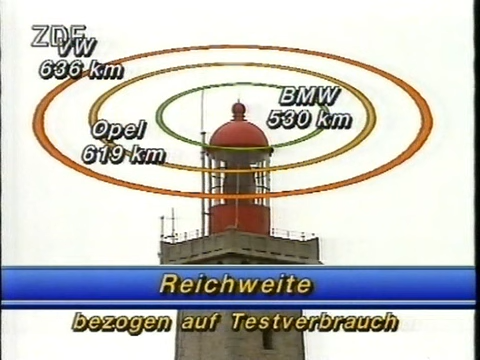 ZDF
VW
636 km
BMW
530 km
Opel
619 km
Reichweite
bezogen auf Testverbrauch